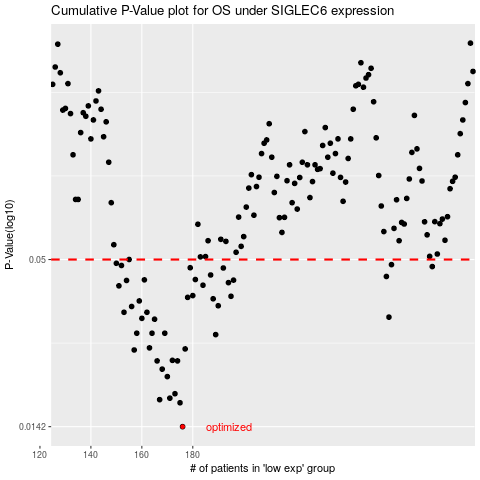 Cumulative P-Value plot for OS under SIGLEC6 expression
P-Value(log10)
0.05
0.0142
optimized
120 140 160 180
# of patients in 'low exp' group